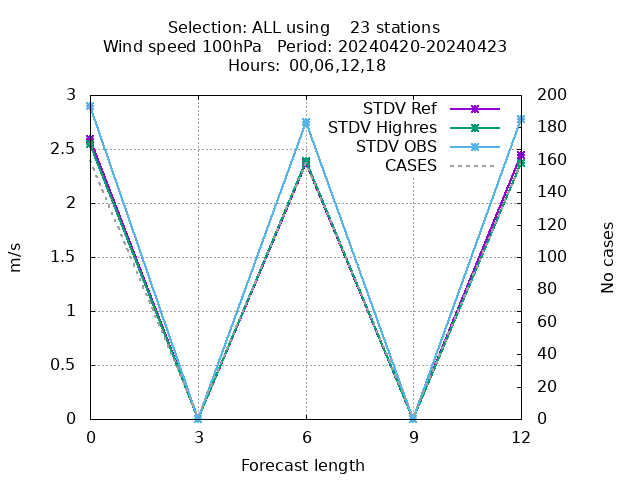 Selection: ALL using    23 stations
Wind speed 100hPa   Period: 20240420-20240423
Hours: 00,06,12,18
STDV Ref
STDV Highres
STDV OBS
CASES
3
2.5
2
1.5
1
0.5
0
m/s
200
180
160
140
120
100
80
60
40
20
0
No cases
0 3 6 9 12
Forecast length